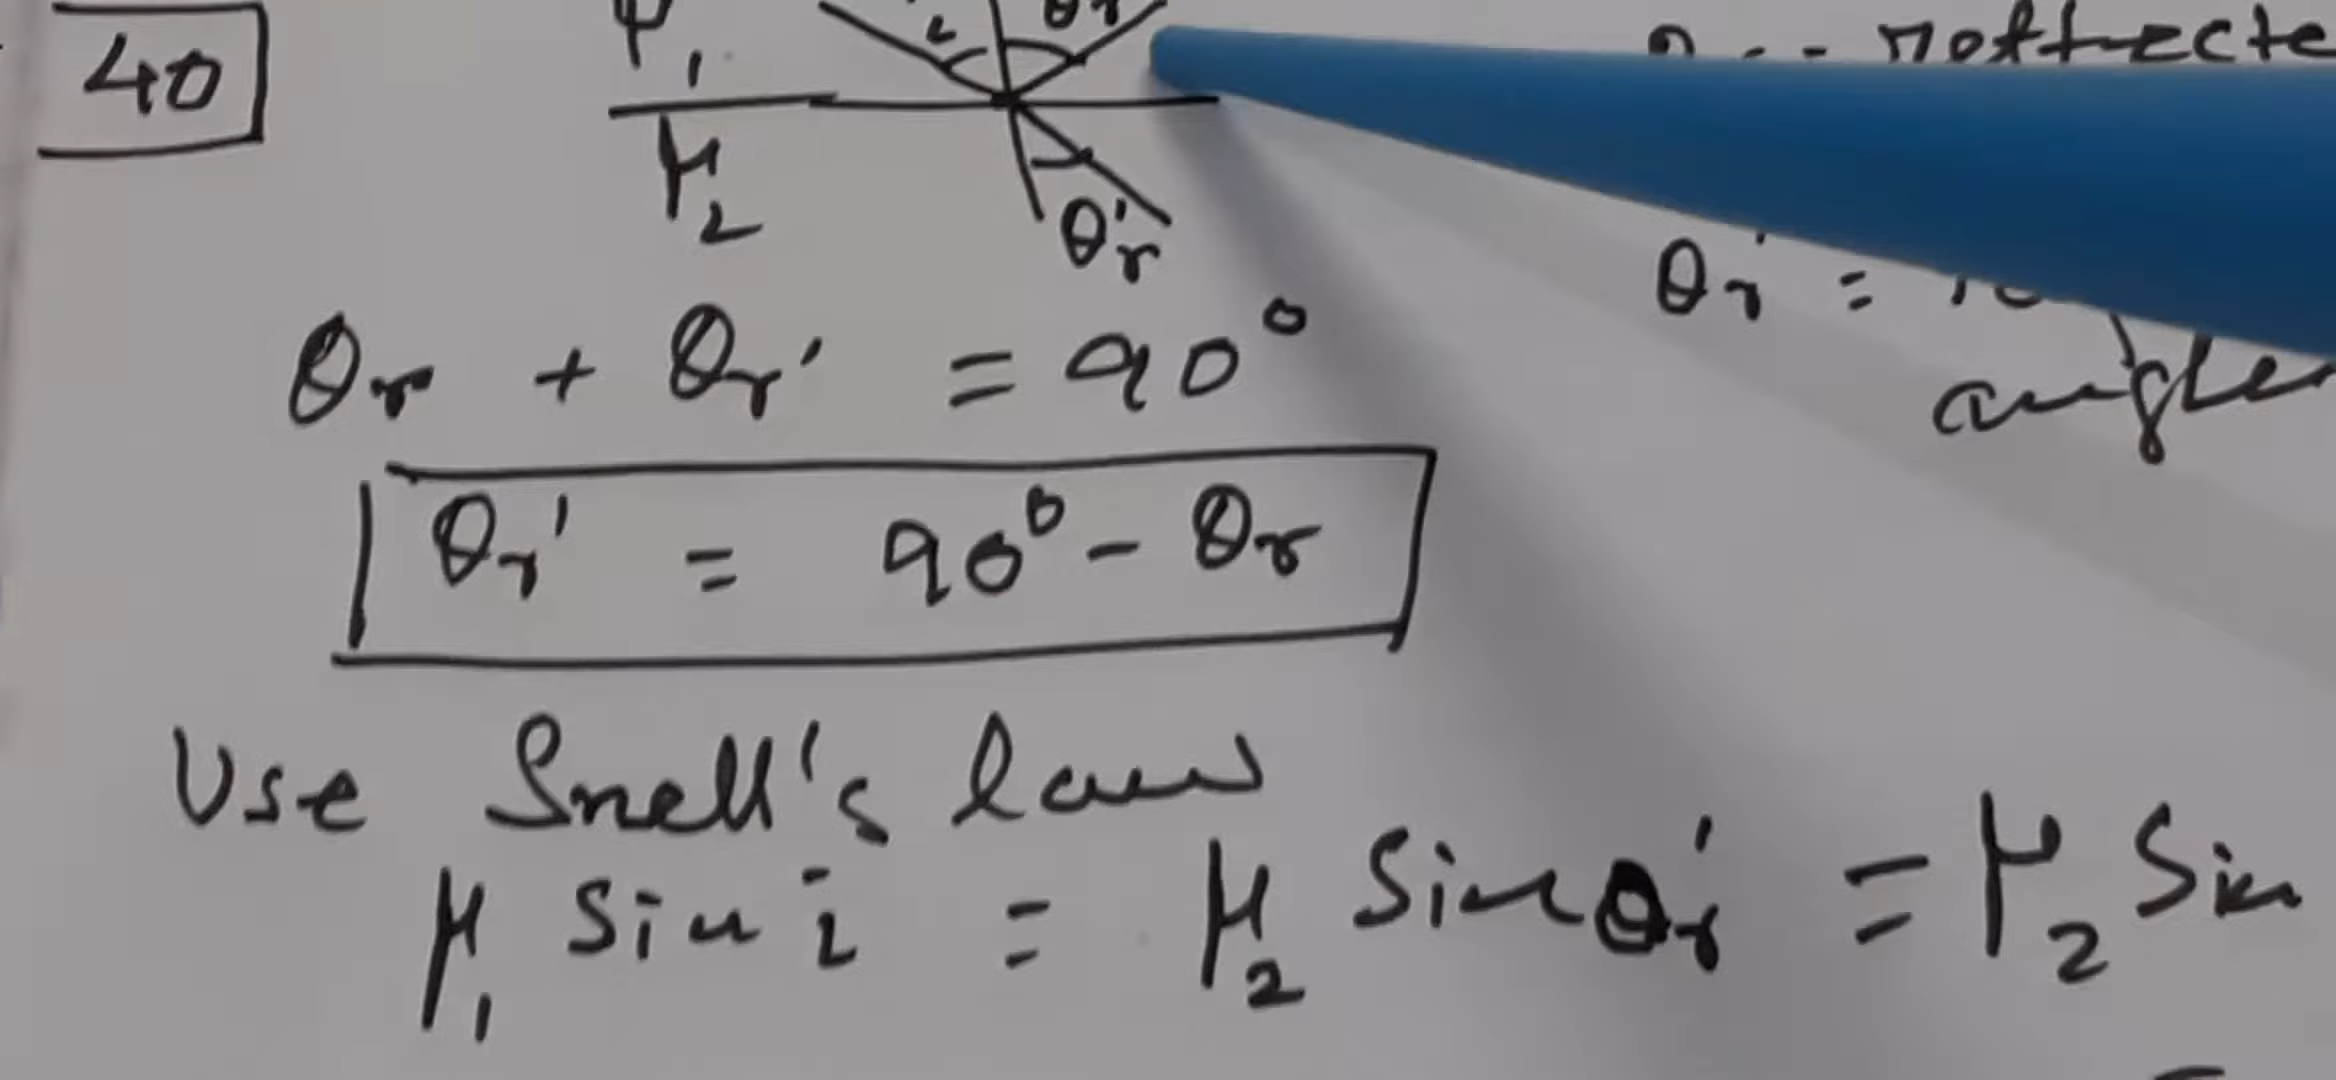 40
μ₁ i θr
μ₂
θ'r
θr' =
angle
θr + θr' = 90°
θr' = 90° - θr
Use Snell's law
μ₁ Sin i = μ₂ Sin θ'r = μ₂ Sin